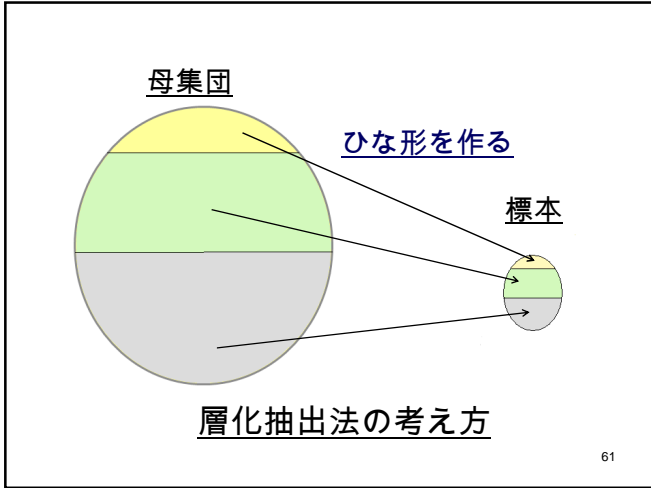 母集団
ひな形を作る
標本
層化抽出法の考え方
61